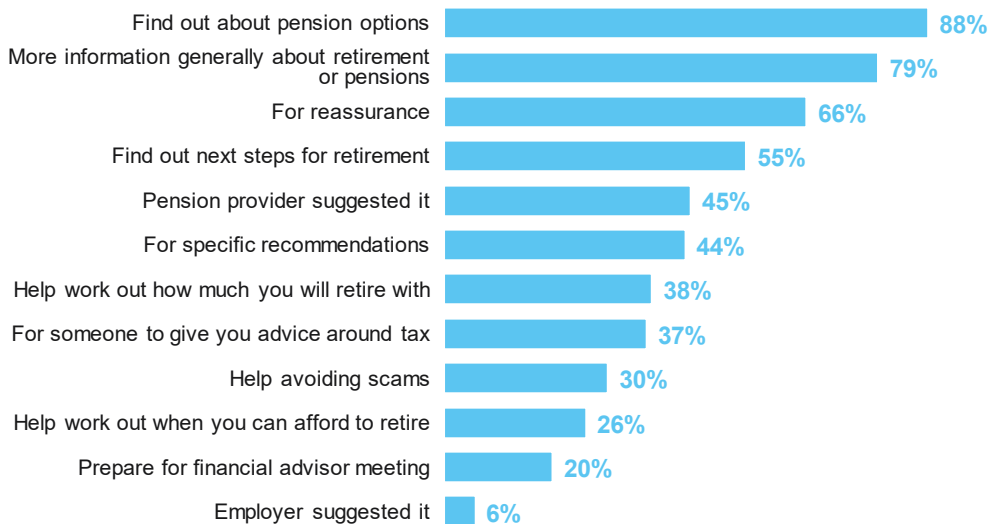 Find out about pension options 88%
More information generally about retirement
or pensions 79%
For reassurance 66%
Find out next steps for retirement 55%
Pension provider suggested it 45%
For specific recommendations 44%
Help work out how much you will retire with 38%
For someone to give you advice around tax 37%
Help avoiding scams 30%
Help work out when you can afford to retire 26%
Prepare for financial advisor meeting 20%
Employer suggested it 6%